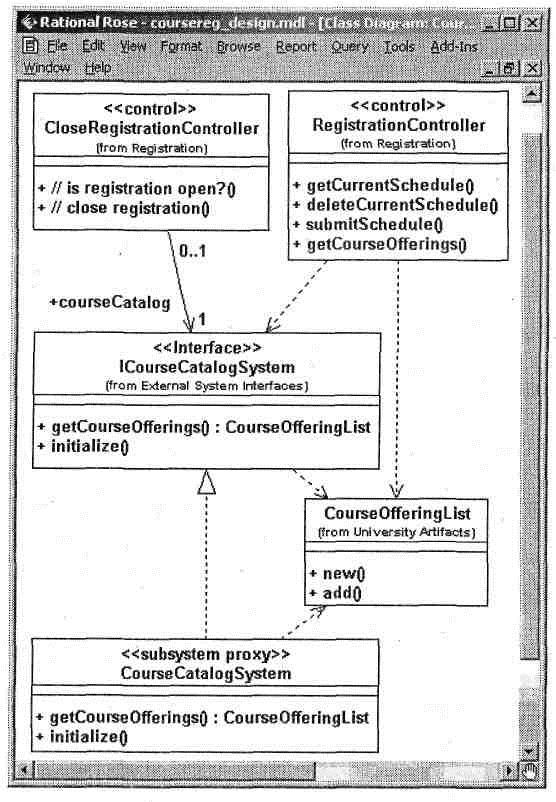 Rational Rose - coursereg_design.mdl - [Class Diagram: Cour...
File Edit View Format Browse Report Query Tools Add-Ins
Window Help
<<control>>
CloseRegistrationController
(from Registration)
+ // is registration open?()
+ // close registration()
<<control>>
RegistrationController
(from Registration)
+ getCurrentSchedule()
+ deleteCurrentSchedule()
+ submitSchedule()
+ getCourseOfferings()
0..1
+courseCatalog
1
<<Interface>>
ICourseCatalogSystem
(from External System Interfaces)
+ getCourseOfferings() : CourseOfferingList
+ initialize()
CourseOfferingList
(from University Artifacts)
+ new()
+ add()
<<subsystem proxy>>
CourseCatalogSystem
+ getCourseOfferings() : CourseOfferingList
+ initialize()